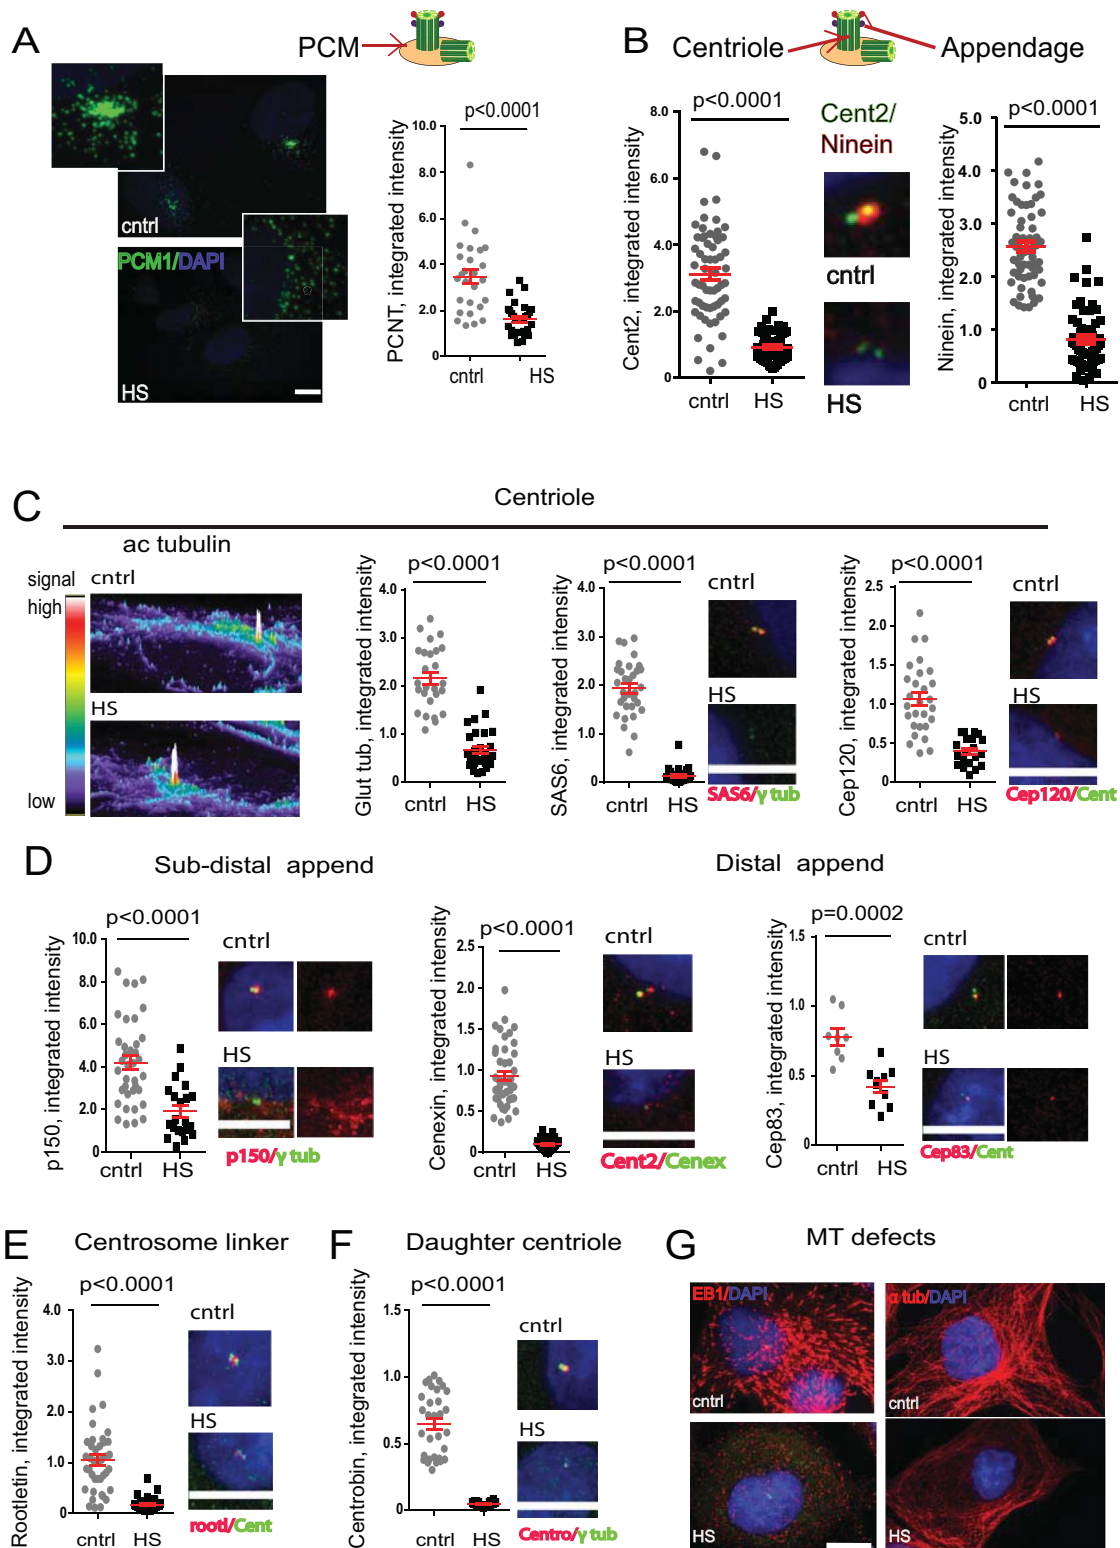 A
PCM
cntrl
PCM1/DAPI
HS
p<0.0001
PCNT, integrated intensity
10.0
8.0
6.0
4.0
2.0
0
cntrl HS
B
Centriole
Appendage
p<0.0001
Cent2, integrated intensity
8.0
6.0
4.0
2.0
0
cntrl HS
Cent2/
Ninein
cntrl
HS
p<0.0001
Ninein, integrated intensity
5.0
4.0
3.0
2.0
1.0
0
cntrl HS
C
Centriole
ac tubulin
signal
high
low
cntrl
HS
p<0.0001
Glut tub, integrated intensity
4.0
3.0
2.0
1.0
0
cntrl HS
p<0.0001
SAS6, integrated intensity
4.0
3.0
2.0
1.0
0
cntrl HS
cntrl
HS
SAS6/γ tub
p<0.0001
Cep120, integrated intensity
2.5
2.0
1.5
1.0
0.5
0
cntrl HS
cntrl
HS
Cep120/Cent
D
Sub-distal append
p<0.0001
p150, integrated intensity
10.0
8.0
6.0
4.0
2.0
0
cntrl HS
cntrl
HS
p150/γ tub
Distal append
p<0.0001
Cenexin, integrated intensity
2.5
2.0
1.5
1.0
0.5
0
cntrl HS
cntrl
HS
Cent2/Cenex
p=0.0002
Cep83, integrated intensity
1.5
1.0
0.5
0
cntrl HS
cntrl
HS
Cep83/Cent
E
Centrosome linker
p<0.0001
Rootletin, integrated intensity
4.0
3.0
2.0
1.0
0
cntrl HS
cntrl
HS
rootl/Cent
F
Daughter centriole
p<0.0001
Centrobin, integrated intensity
1.5
1.0
0.5
0
cntrl HS
cntrl
HS
Centro/γ tub
G
MT defects
EB1/DAPI
cntrl
α tub/DAPI
cntrl
HS
HS